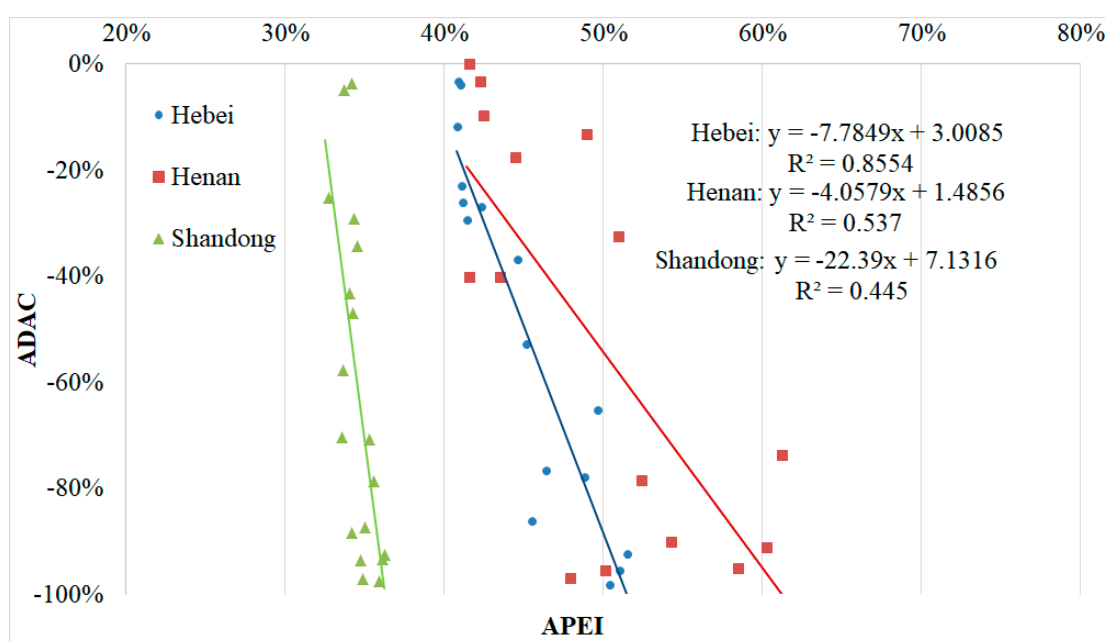 20% 30% 40% 50% 60% 70% 80%
0%
-20%
-40%
-60%
-80%
-100%
ADAC
Hebei
Henan
Shandong
Hebei: y = -7.7849x + 3.0085
R² = 0.8554
Henan: y = -4.0579x + 1.4856
R² = 0.537
Shandong: y = -22.39x + 7.1316
R² = 0.445
APEI